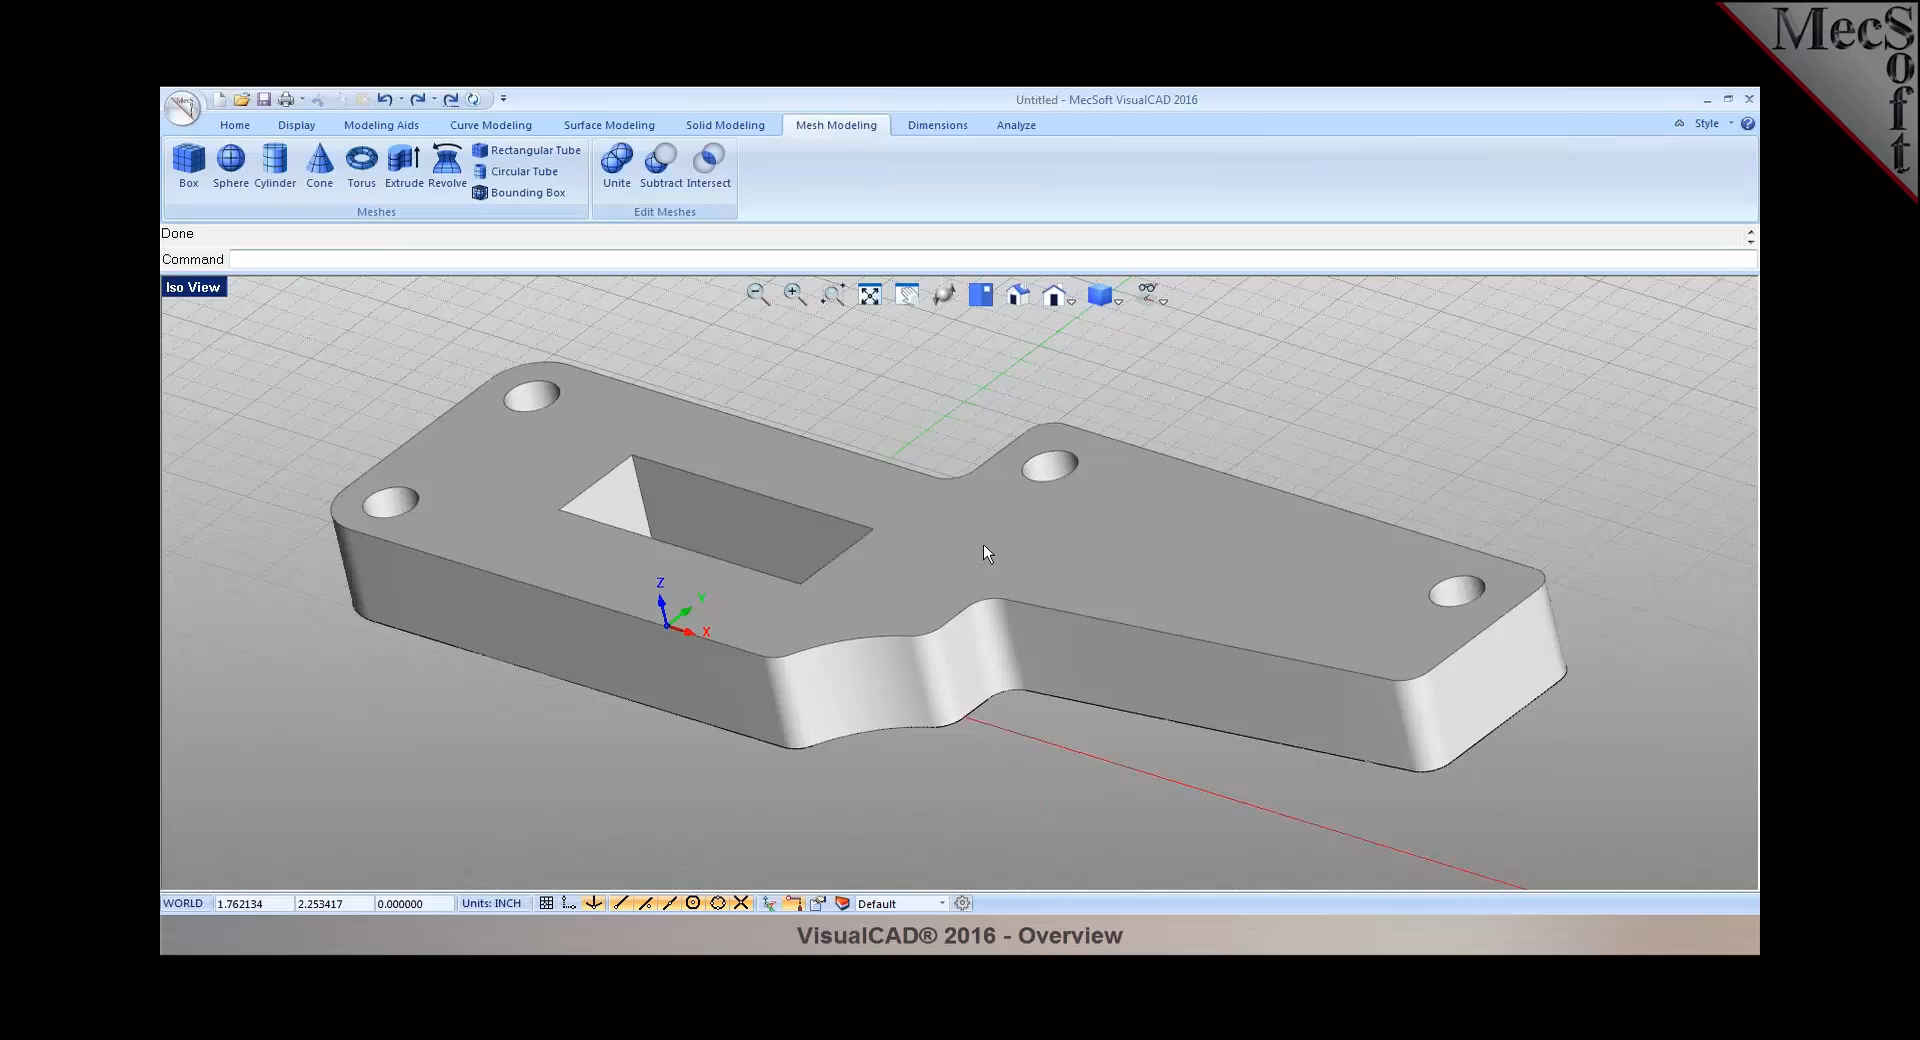 MecSoft
MecS
Untitled - MecSoft VisualCAD 2016
Home Display Modeling Aids Curve Modeling Surface Modeling Solid Modeling Mesh Modeling Dimensions Analyze Style
Rectangular Tube
Circular Tube
Bounding Box
Box Sphere Cylinder Cone Torus Extrude Revolve Unite Subtract Intersect
Meshes Edit Meshes
Done
Command
Iso View
Z
Y
X
WORLD 1.762134 2.253417 0.000000 Units: INCH Default
VisualCAD® 2016 - Overview